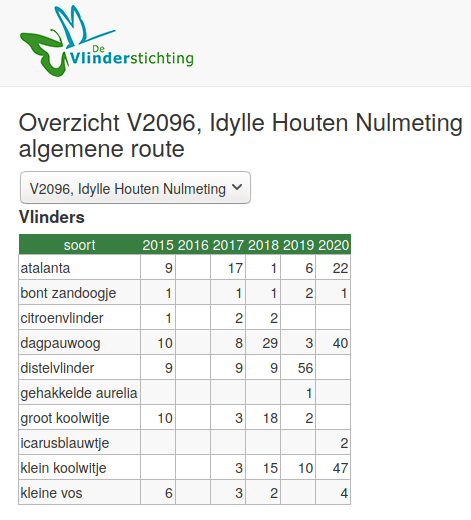 De
Vlinderstichting
Overzicht V2096, Idylle Houten Nulmeting
algemene route
V2096, Idylle Houten Nulmeting
Vlinders
soort 2015 2016 2017 2018 2019 2020
atalanta 9 17 1 6 22
bont zandoogje 1 1 1 2 1
citroenvlinder 1 2 2
dagpauwoog 10 8 29 3 40
distelvlinder 9 9 9 56
gehakkelde aurelia 1
groot koolwitje 10 3 18 2
icarusblauwtje 2
klein koolwitje 3 15 10 47
kleine vos 6 3 2 4